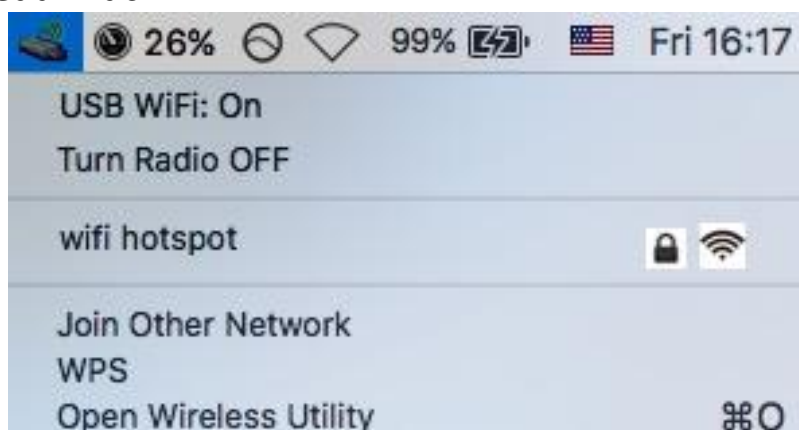 26% 99% Fri 16:17
USB WiFi: On
Turn Radio OFF
wifi hotspot
Join Other Network
WPS
Open Wireless Utility ⌘O